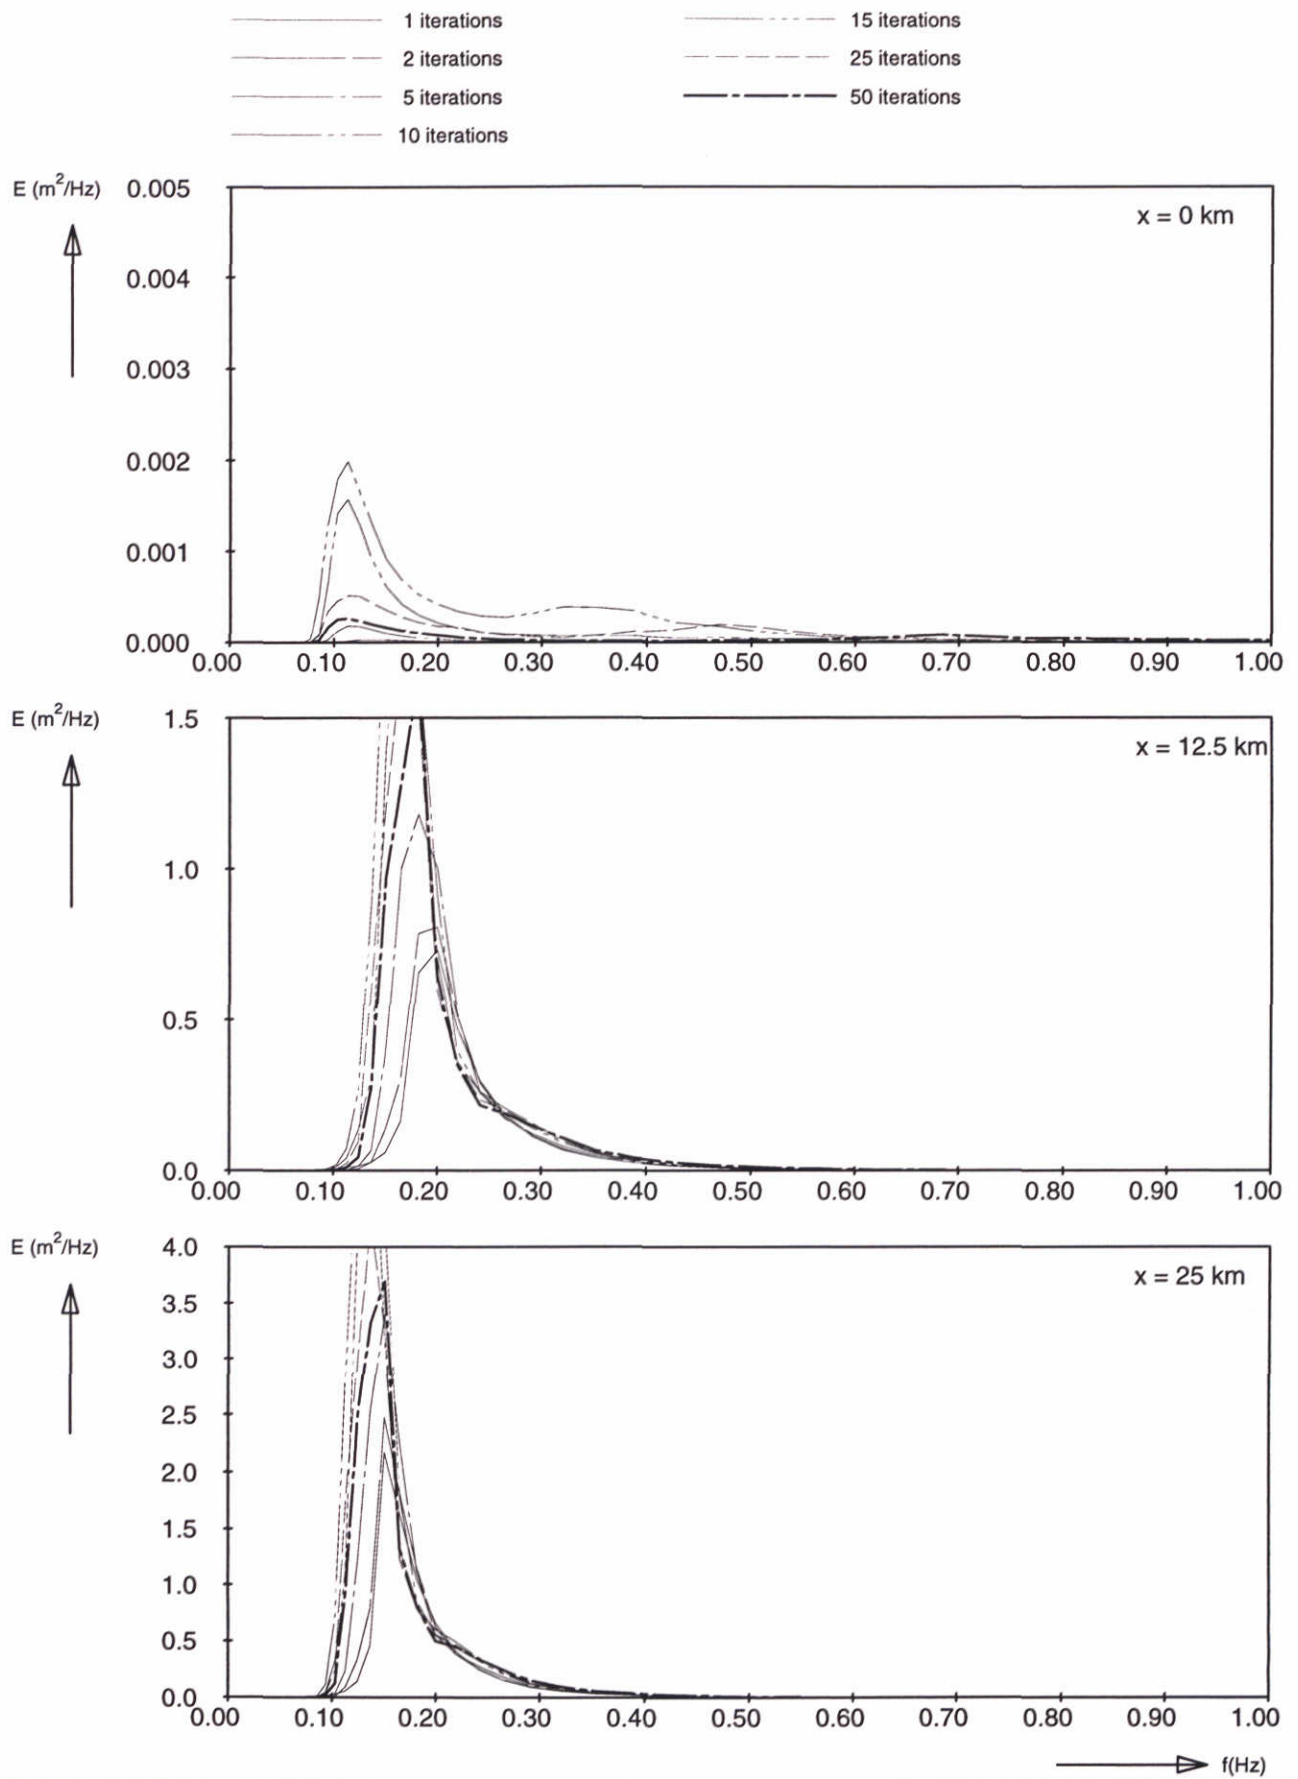 1 iterations
2 iterations
5 iterations
10 iterations
15 iterations
25 iterations
50 iterations
E (m²/Hz)
0.005
0.004
0.003
0.002
0.001
0.000
x = 0 km
0.00 0.10 0.20 0.30 0.40 0.50 0.60 0.70 0.80 0.90 1.00
E (m²/Hz)
1.5
1.0
0.5
0.0
x = 12.5 km
0.00 0.10 0.20 0.30 0.40 0.50 0.60 0.70 0.80 0.90 1.00
E (m²/Hz)
4.0
3.5
3.0
2.5
2.0
1.5
1.0
0.5
0.0
x = 25 km
0.00 0.10 0.20 0.30 0.40 0.50 0.60 0.70 0.80 0.90 1.00
f(Hz)